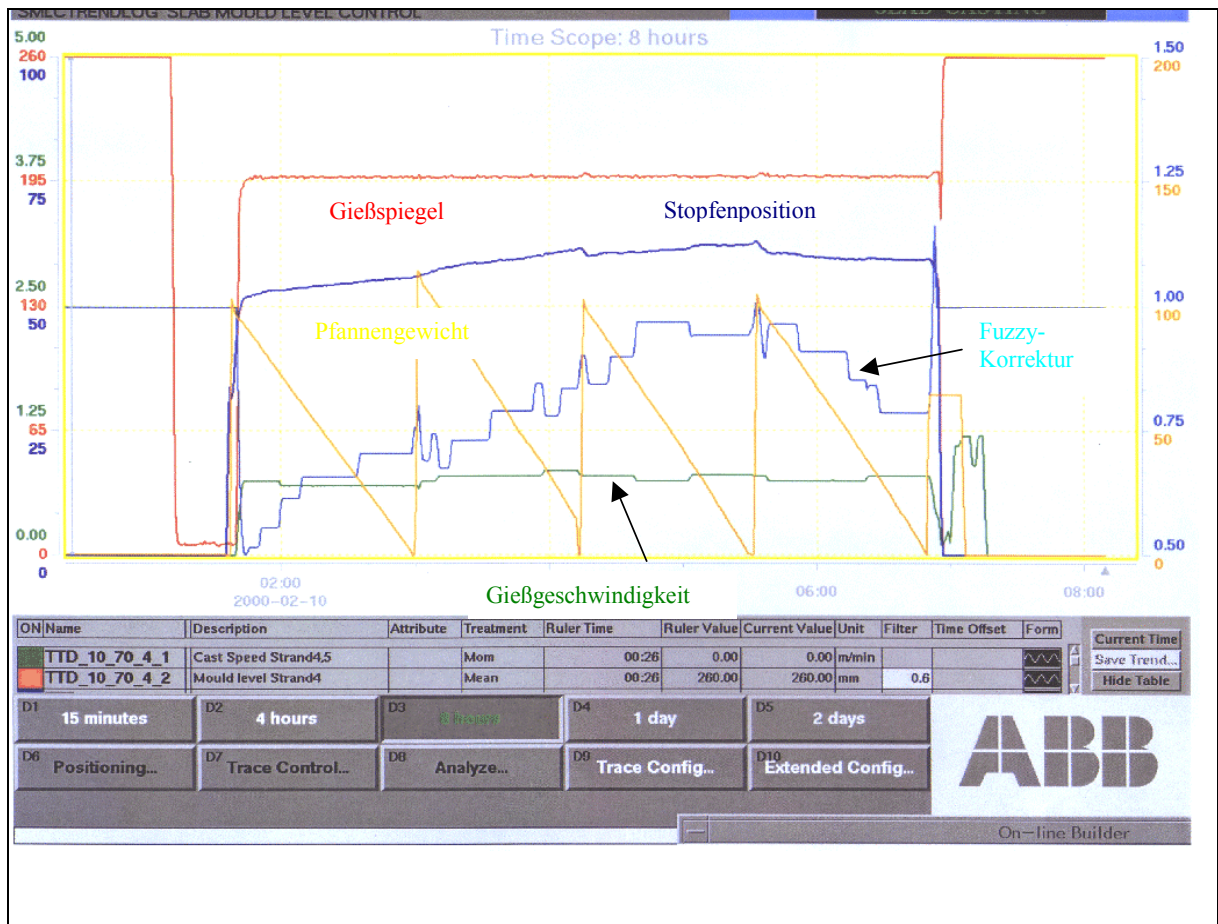 SMLCTRENDLOG SLAB MOULD LEVEL CONTROL
SLAB CASTING
Time Scope: 8 hours
5.00
260
100
1.50
200
3.75
195
75
1.25
150
Gießspiegel
Stopfenposition
2.50
130
50
1.00
100
Pfannengewicht
Fuzzy-
Korrektur
1.25
65
25
0.75
50
0.00
0
0
0.50
0
02:00
2000-02-10
06:00
08:00
Gießgeschwindigkeit
ON Name Description Attribute Treatment Ruler Time Ruler Value Current Value Unit Filter Time Offset Form
TTD_10_70_4_1 Cast Speed Strand4,5 Mom 00:26 0.00 0.00 m/min
TTD_10_70_4_2 Mould level Strand4 Mean 00:26 260.00 260.00 mm 0.6
Current Time
Save Trend...
Hide Table
D1 15 minutes D2 4 hours D3 8 hours D4 1 day D5 2 days
D6 Positioning... D7 Trace Control... D8 Analyze... D9 Trace Config... D10 Extended Config...
ABB
On-line Builder